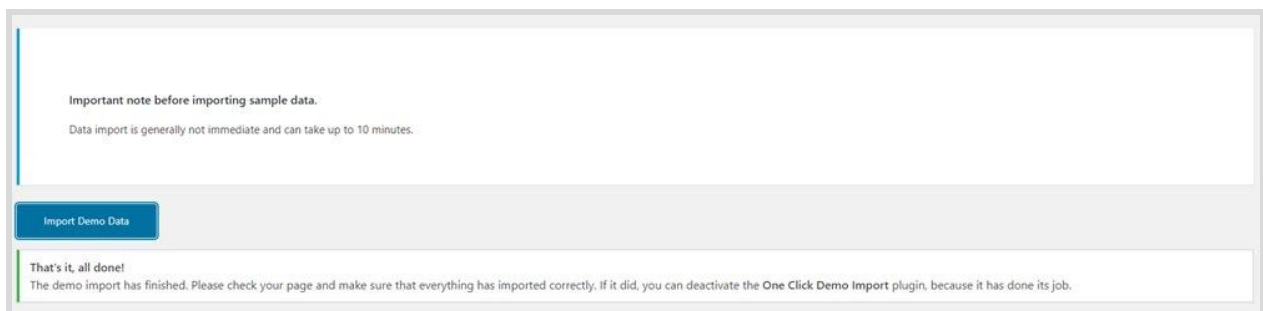 Important note before importing sample data.
Data import is generally not immediate and can take up to 10 minutes.
Import Demo Data
That's it, all done!
The demo import has finished. Please check your page and make sure that everything has imported correctly. If it did, you can deactivate the One Click Demo Import plugin, because it has done its job.